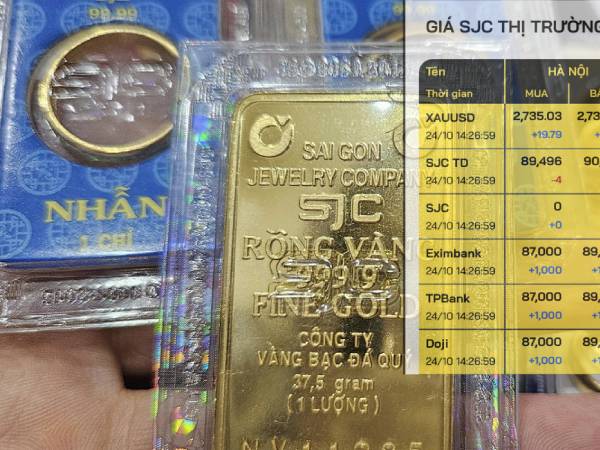 99.99
NHẪN
1 CHỈ
SAI GON
JEWELRY COMPANY
SJC
RỒNG VÀNG
999.9
FINE GOLD
CÔNG TY
VÀNG BẠC ĐÁ QUÝ
37,5 gram
(1 LƯỢNG)
GIÁ SJC THỊ TRƯỜNG
Tên HÀ NỘI
Thời gian MUA
XAUUSD 2,735.03
24/10 14:26:59 +19.79
SJC TD 89,496
24/10 14:26:59 -4
SJC 0
24/10 14:26:59 +0
Eximbank 87,000
24/10 14:26:59 +1,000
TPBank 87,000
24/10 14:26:59 +1,000
Doji 87,000
24/10 14:26:59 +1,000